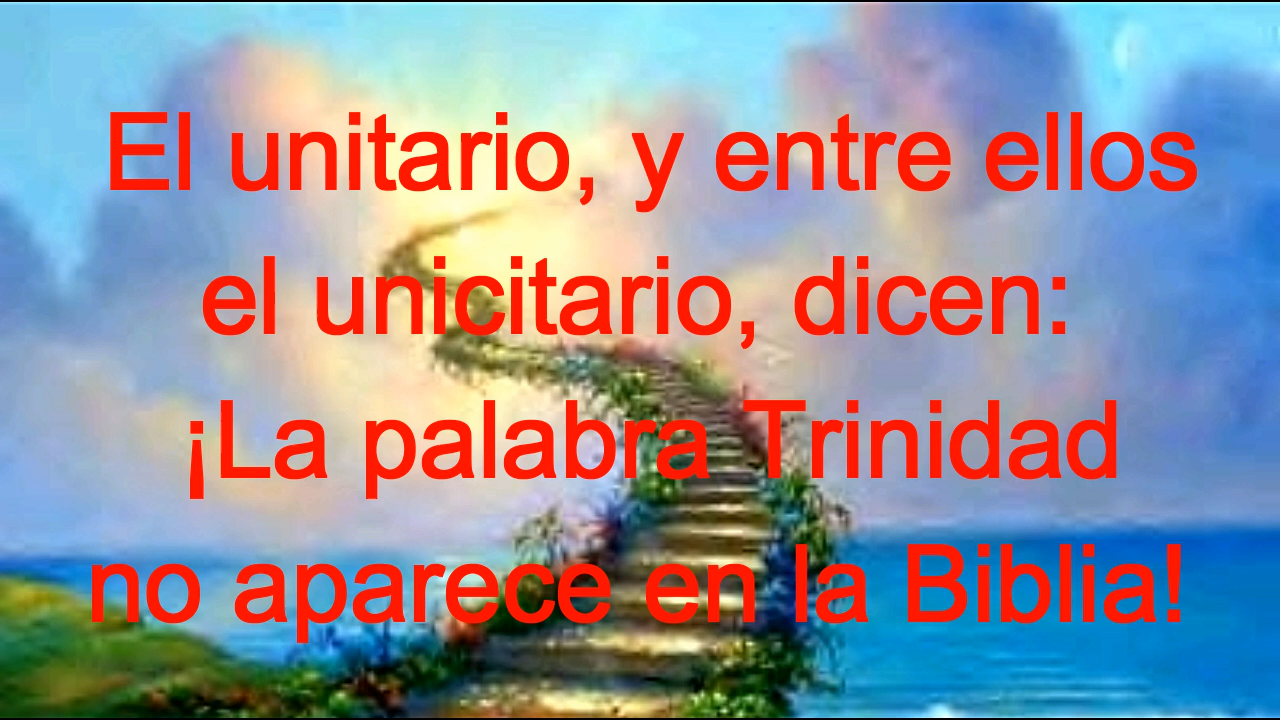 El unitario, y entre ellos
el unicitario, dicen:
¡La palabra Trinidad
no aparece en la Biblia!